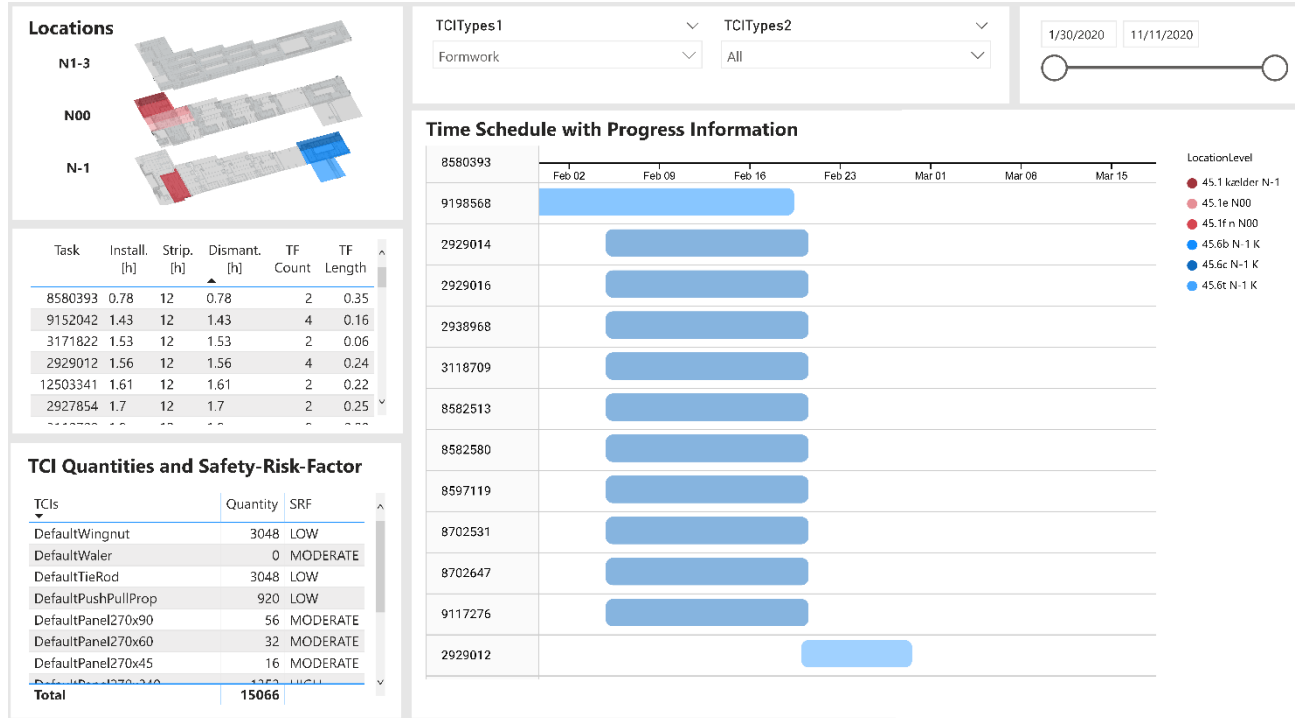 Locations
N1-3
N00
N-1
TCITypes1
Formwork
TCITypes2
All
1/30/2020 11/11/2020
Task Install. [h] Strip. [h] Dismant. [h] TF Count TF Length
8580393 0.78 12 0.78 2 0.35
9152042 1.43 12 1.43 4 0.16
3171822 1.53 12 1.53 2 0.06
2929012 1.56 12 1.56 4 0.24
12503341 1.61 12 1.61 2 0.22
2927854 1.7 12 1.7 2 0.25
TCI Quantities and Safety-Risk-Factor
TCIs Quantity SRF
DefaultWingnut 3048 LOW
DefaultWaler 0 MODERATE
DefaultTieRod 3048 LOW
DefaultPushPullProp 920 LOW
DefaultPanel270x90 56 MODERATE
DefaultPanel270x60 32 MODERATE
DefaultPanel270x45 16 MODERATE
Total 15066
Time Schedule with Progress Information
8580393
Feb 02 Feb 09 Feb 16 Feb 23 Mar 01 Mar 08 Mar 15
9198568
2929014
2929016
2938968
3118709
8582513
8582580
8597119
8702531
8702647
9117276
2929012
LocationLevel
45.1 kælder N-1
45.1e N00
45.1f n N00
45.6b N-1 K
45.6c N-1 K
45.6t N-1 K